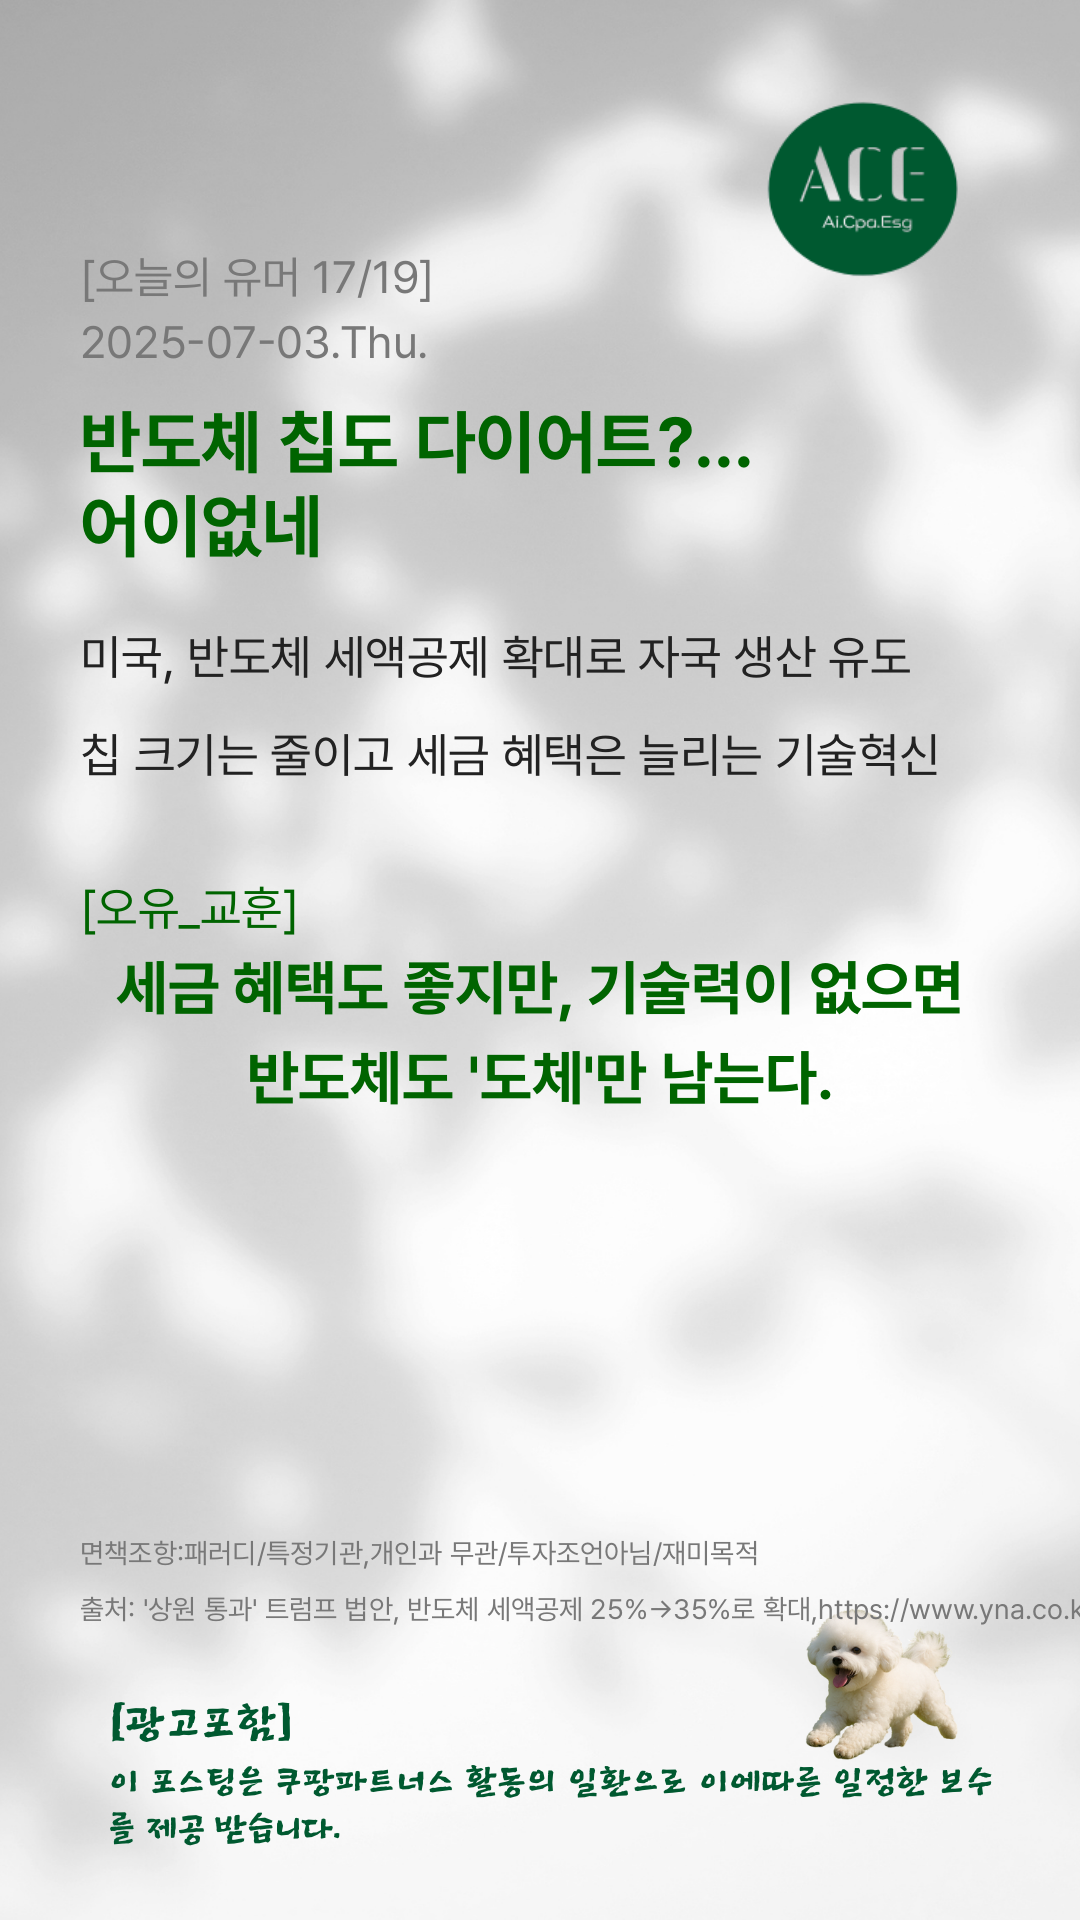 ACE
Ai.Cpa.Esg
[오늘의 유머 17/19]
2025-07-03.Thu.
반도체 칩도 다이어트?...
어이없네
미국, 반도체 세액공제 확대로 자국 생산 유도
칩 크기는 줄이고 세금 혜택은 늘리는 기술혁신
[오유_교훈]
세금 혜택도 좋지만, 기술력이 없으면
반도체도 '도체'만 남는다.
면책조항:패러디/특정기관,개인과 무관/투자조언아님/재미목적
출처: '상원 통과' 트럼프 법안, 반도체 세액공제 25%→35%로 확대,https://www.yna.co.k
[광고포함]
이 포스팅은 쿠팡파트너스 활동의 일환으로 이에따른 일정한 보수
를 제공 받습니다.